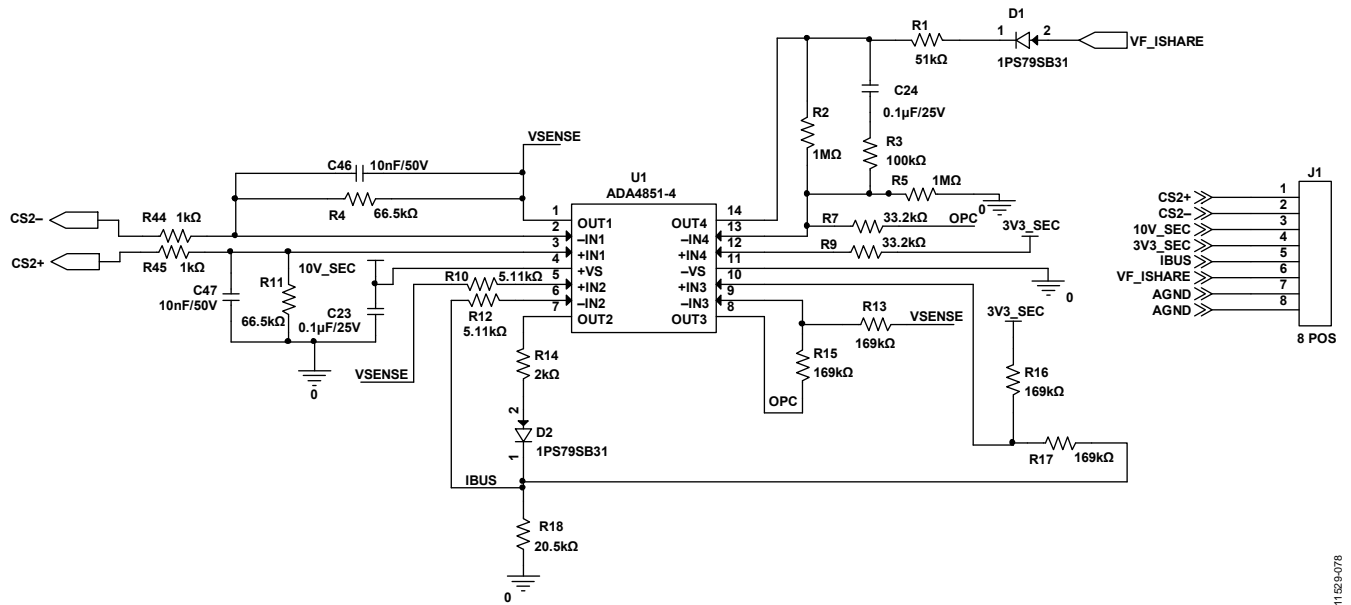 D1
R1
1
2
VF_ISHARE
51kΩ
1PS79SB31
C24
0.1µF/25V
R2
1MΩ
R3
100kΩ
VSENSE
C46
10nF/50V
R5
1MΩ
U1
ADA4851-4
J1
R4
66.5kΩ
0
CS2–
R44
1kΩ
1
OUT1
OUT4
14
R7
33.2kΩ
OPC
2
–IN1
–IN4
13
3V3_SEC
CS2+
R45
1kΩ
3
+IN1
+IN4
12
R9
33.2kΩ
4
+VS
–VS
11
0
10V_SEC
R10
5.11kΩ
5
+IN2
+IN3
10
R11
66.5kΩ
C47
10nF/50V
C23
0.1µF/25V
6
–IN2
–IN3
9
R12
5.11kΩ
7
OUT2
OUT3
8
R13
169kΩ
VSENSE
3V3_SEC
CS2+
1
CS2–
2
10V_SEC
3
3V3_SEC
4
IBUS
5
VF_ISHARE
6
AGND
7
AGND
8
8 POS
0
VSENSE
R14
2kΩ
R15
169kΩ
OPC
R16
169kΩ
2
D2
1PS79SB31
1
R17
169kΩ
IBUS
R18
20.5kΩ
0
11529-078